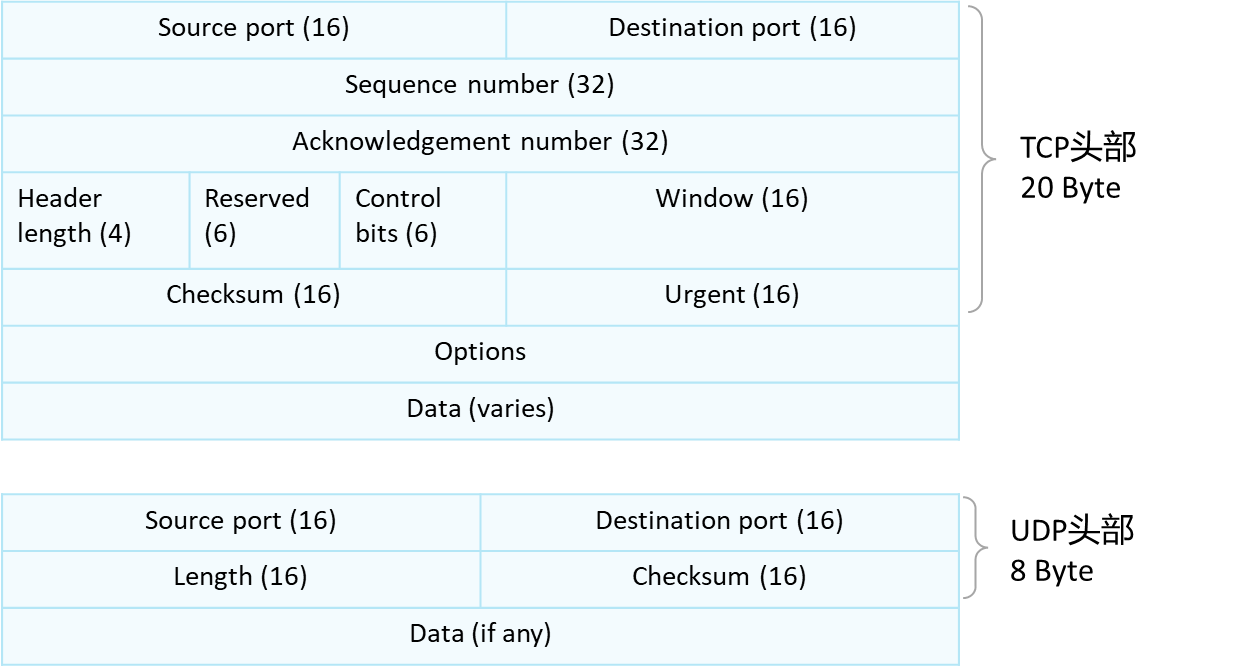 Source port (16)
Destination port (16)
Sequence number (32)
Acknowledgement number (32)
Header
length (4)
Reserved
(6)
Control
bits (6)
Window (16)
Checksum (16)
Urgent (16)
Options
Data (varies)
TCP头部
20 Byte
Source port (16)
Destination port (16)
Length (16)
Checksum (16)
Data (if any)
UDP头部
8 Byte